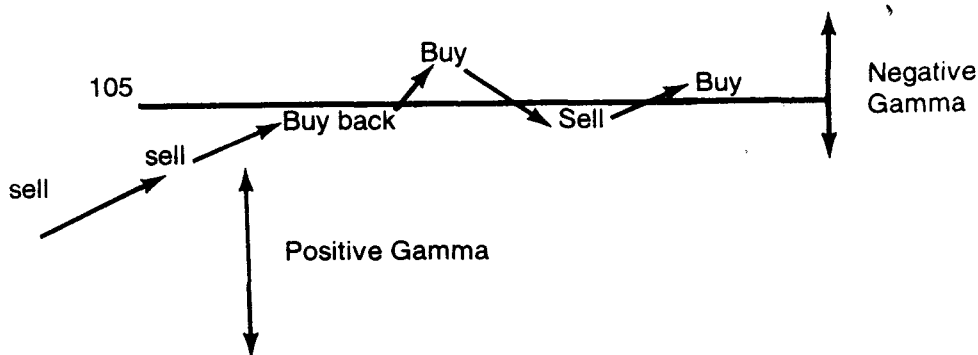 Buy
105
Buy
Negative
Gamma
Buy back
Sell
sell
sell
Positive Gamma